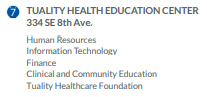 7 TUALITY HEALTH EDUCATION CENTER
334 SE 8th Ave.
Human Resources
Information Technology
Finance
Clinical and Community Education
Tuality Healthcare Foundation